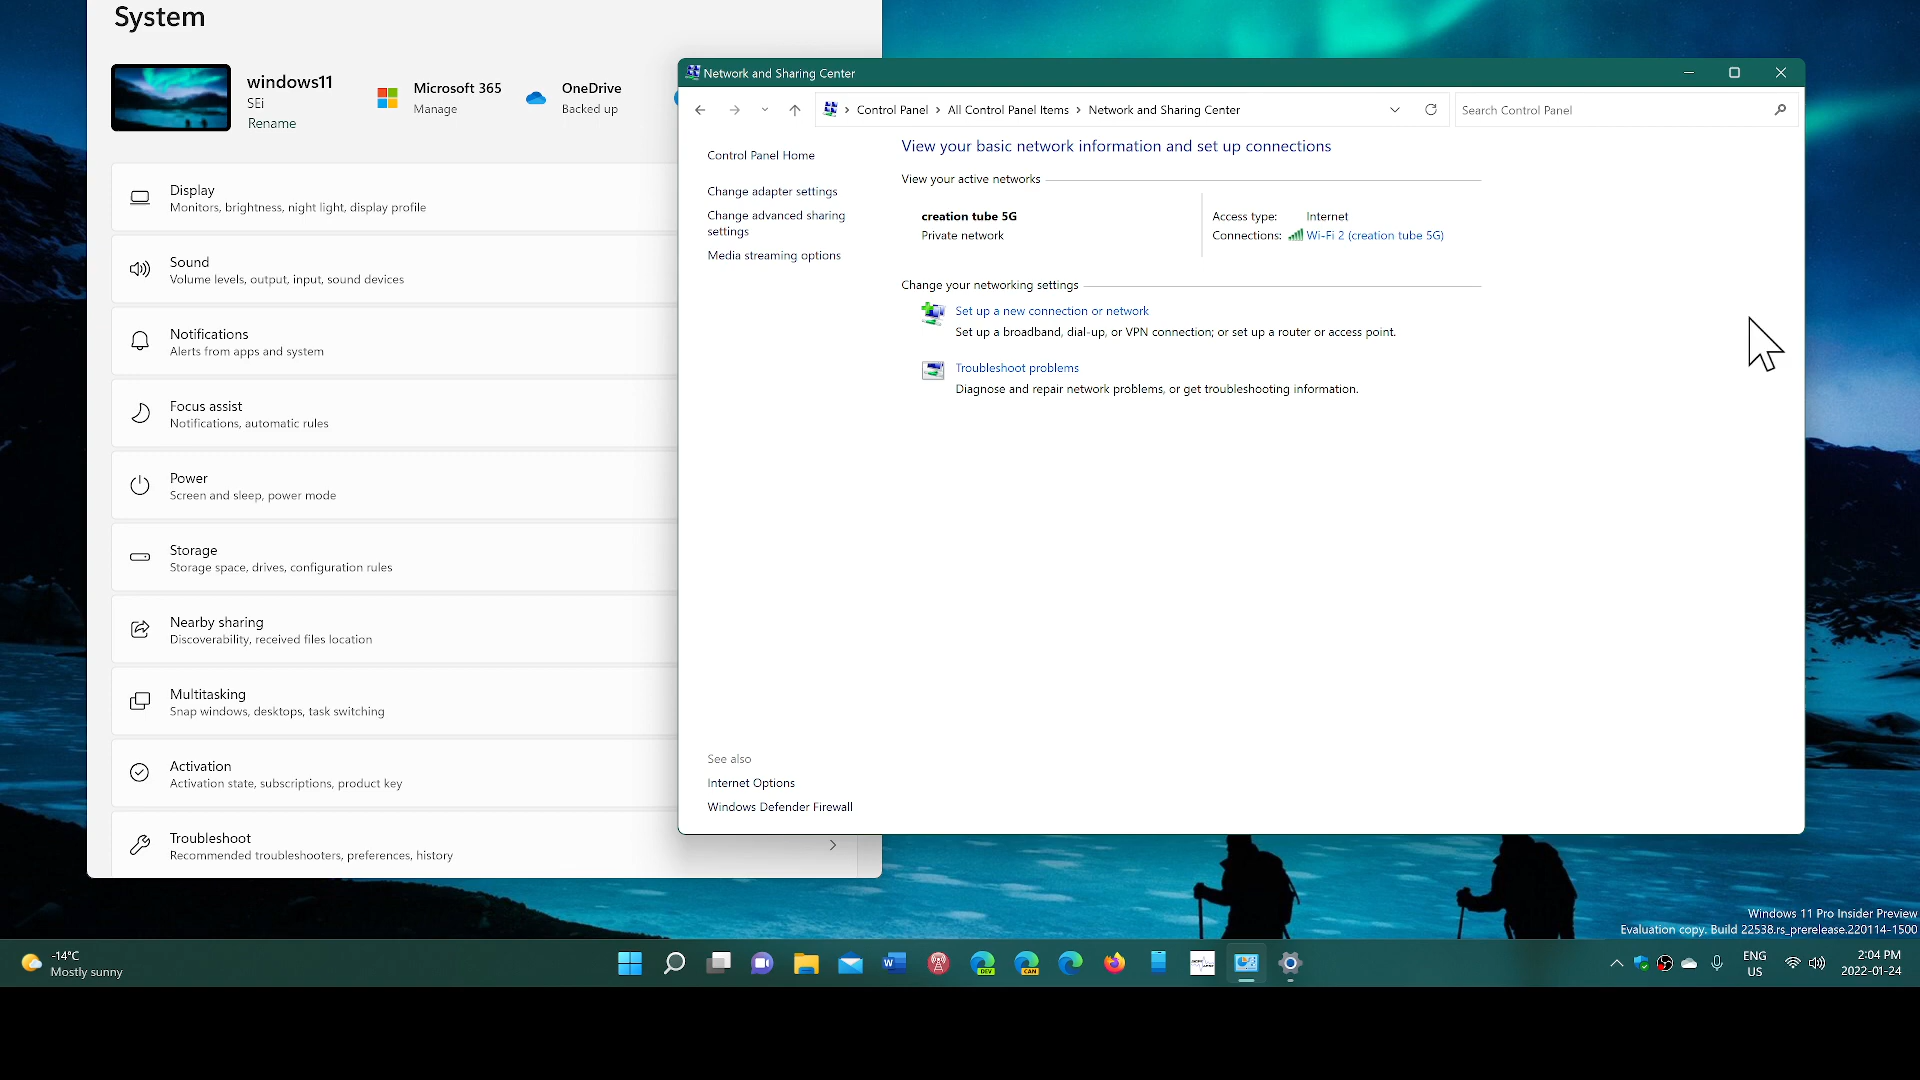 System
windows11
SEi
Rename
Microsoft 365
Manage
OneDrive
Backed up
Display
Monitors, brightness, night light, display profile
Sound
Volume levels, output, input, sound devices
Notifications
Alerts from apps and system
Focus assist
Notifications, automatic rules
Power
Screen and sleep, power mode
Storage
Storage space, drives, configuration rules
Nearby sharing
Discoverability, received files location
Multitasking
Snap windows, desktops, task switching
Activation
Activation state, subscriptions, product key
Troubleshoot
Recommended troubleshooters, preferences, history
Network and Sharing Center
Control Panel › All Control Panel Items › Network and Sharing Center
Search Control Panel
Control Panel Home
Change adapter settings
Change advanced sharing
settings
Media streaming options
See also
Internet Options
Windows Defender Firewall
View your basic network information and set up connections
View your active networks
creation tube 5G
Private network
Access type: Internet
Connections: Wi-Fi 2 (creation tube 5G)
Change your networking settings
Set up a new connection or network
Set up a broadband, dial-up, or VPN connection; or set up a router or access point.
Troubleshoot problems
Diagnose and repair network problems, or get troubleshooting information.
Windows 11 Pro Insider Preview
Evaluation copy. Build 22538.rs_prerelease.220114-1500
-14°C
Mostly sunny
W
DEV
CAN
ENG
US
2:04 PM
2022-01-24